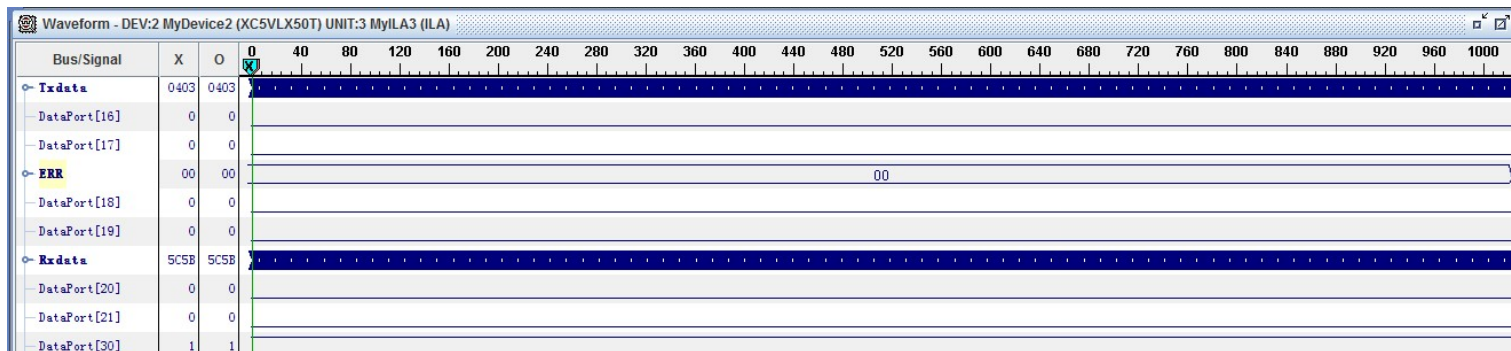 Waveform - DEV:2 MyDevice2 (XC5VLX50T) UNIT:3 MyILA3 (ILA)
Bus/Signal X O 0 40 80 120 160 200 240 280 320 360 400 440 480 520 560 600 640 680 720 760 800 840 880 920 960 1000
X
Txdata 0403 0403
DataPort[16] 0 0
DataPort[17] 0 0
ERR 00 00 00
DataPort[18] 0 0
DataPort[19] 0 0
Rxdata 5C5B 5C5B
DataPort[20] 0 0
DataPort[21] 0 0
DataPort[30] 1 1